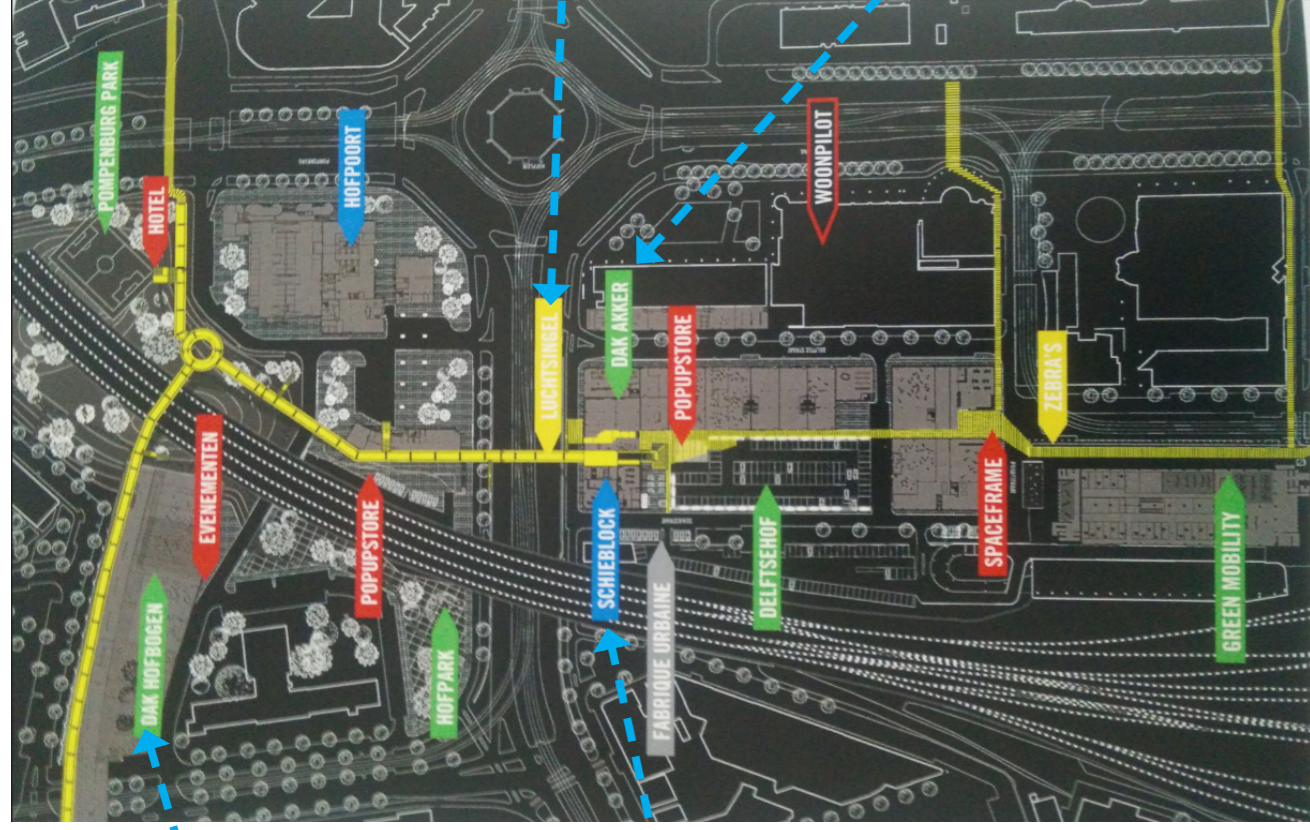 POMPENBURG PARK
HOTEL
HOFPOORT
WOONPILOT
LUCHTSINGEL
DAK AKKER
POPUPSTORE
ZEBRA'S
EVENEMENTEN
POPUPSTORE
SCHIEBLOCK
DELFTSEHOF
SPACEFRAME
GREEN MOBILITY
DAK HOFBOGEN
HOFPARK
FABRIQUE URBAINE